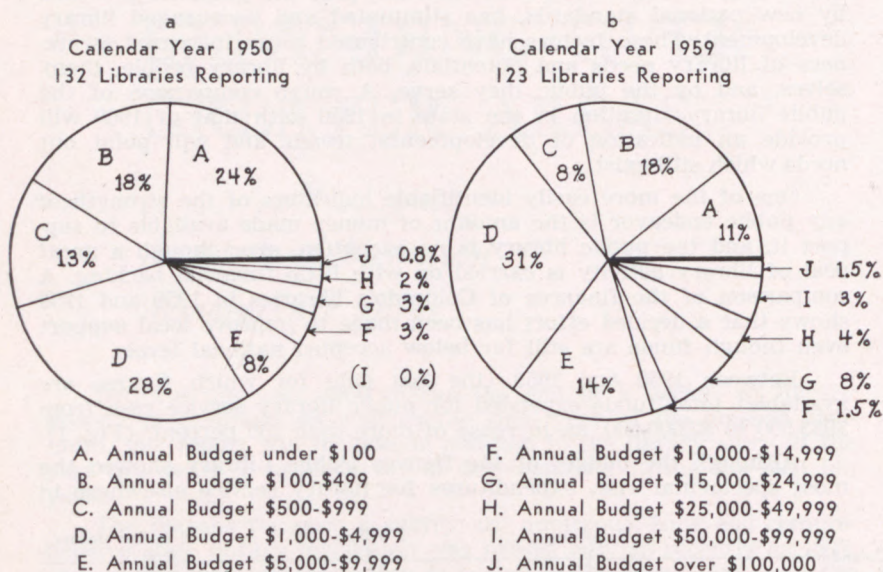 b
Calendar Year 1950
132 Libraries Reporting
A
24%
B
18%
C
13%
D
28%
E
8%
J 0.8%
H 2%
F
(I 0%)
Calendar Year 1959
123 Libraries Reporting
A
11%
B
18%
C
8%
D
31%
E
14%
J 1.5%
I 3%
H 4%
G 8%
F 1.5%
A. Annual Budget under $100
B. Annual Budget $100-$499
C. Annual Budget $500-$999
D. Annual Budget $1,000-$4,999
E. Annual Budget $5,000-$9,999
F. Annual Budget $10,000-$14,999
G. Annual Budget $15,000-$24,999
H. Annual Budget $25,000-$49,999
I. Annual Budget $50,000-$99,999
J. Annual Budget over $100,000